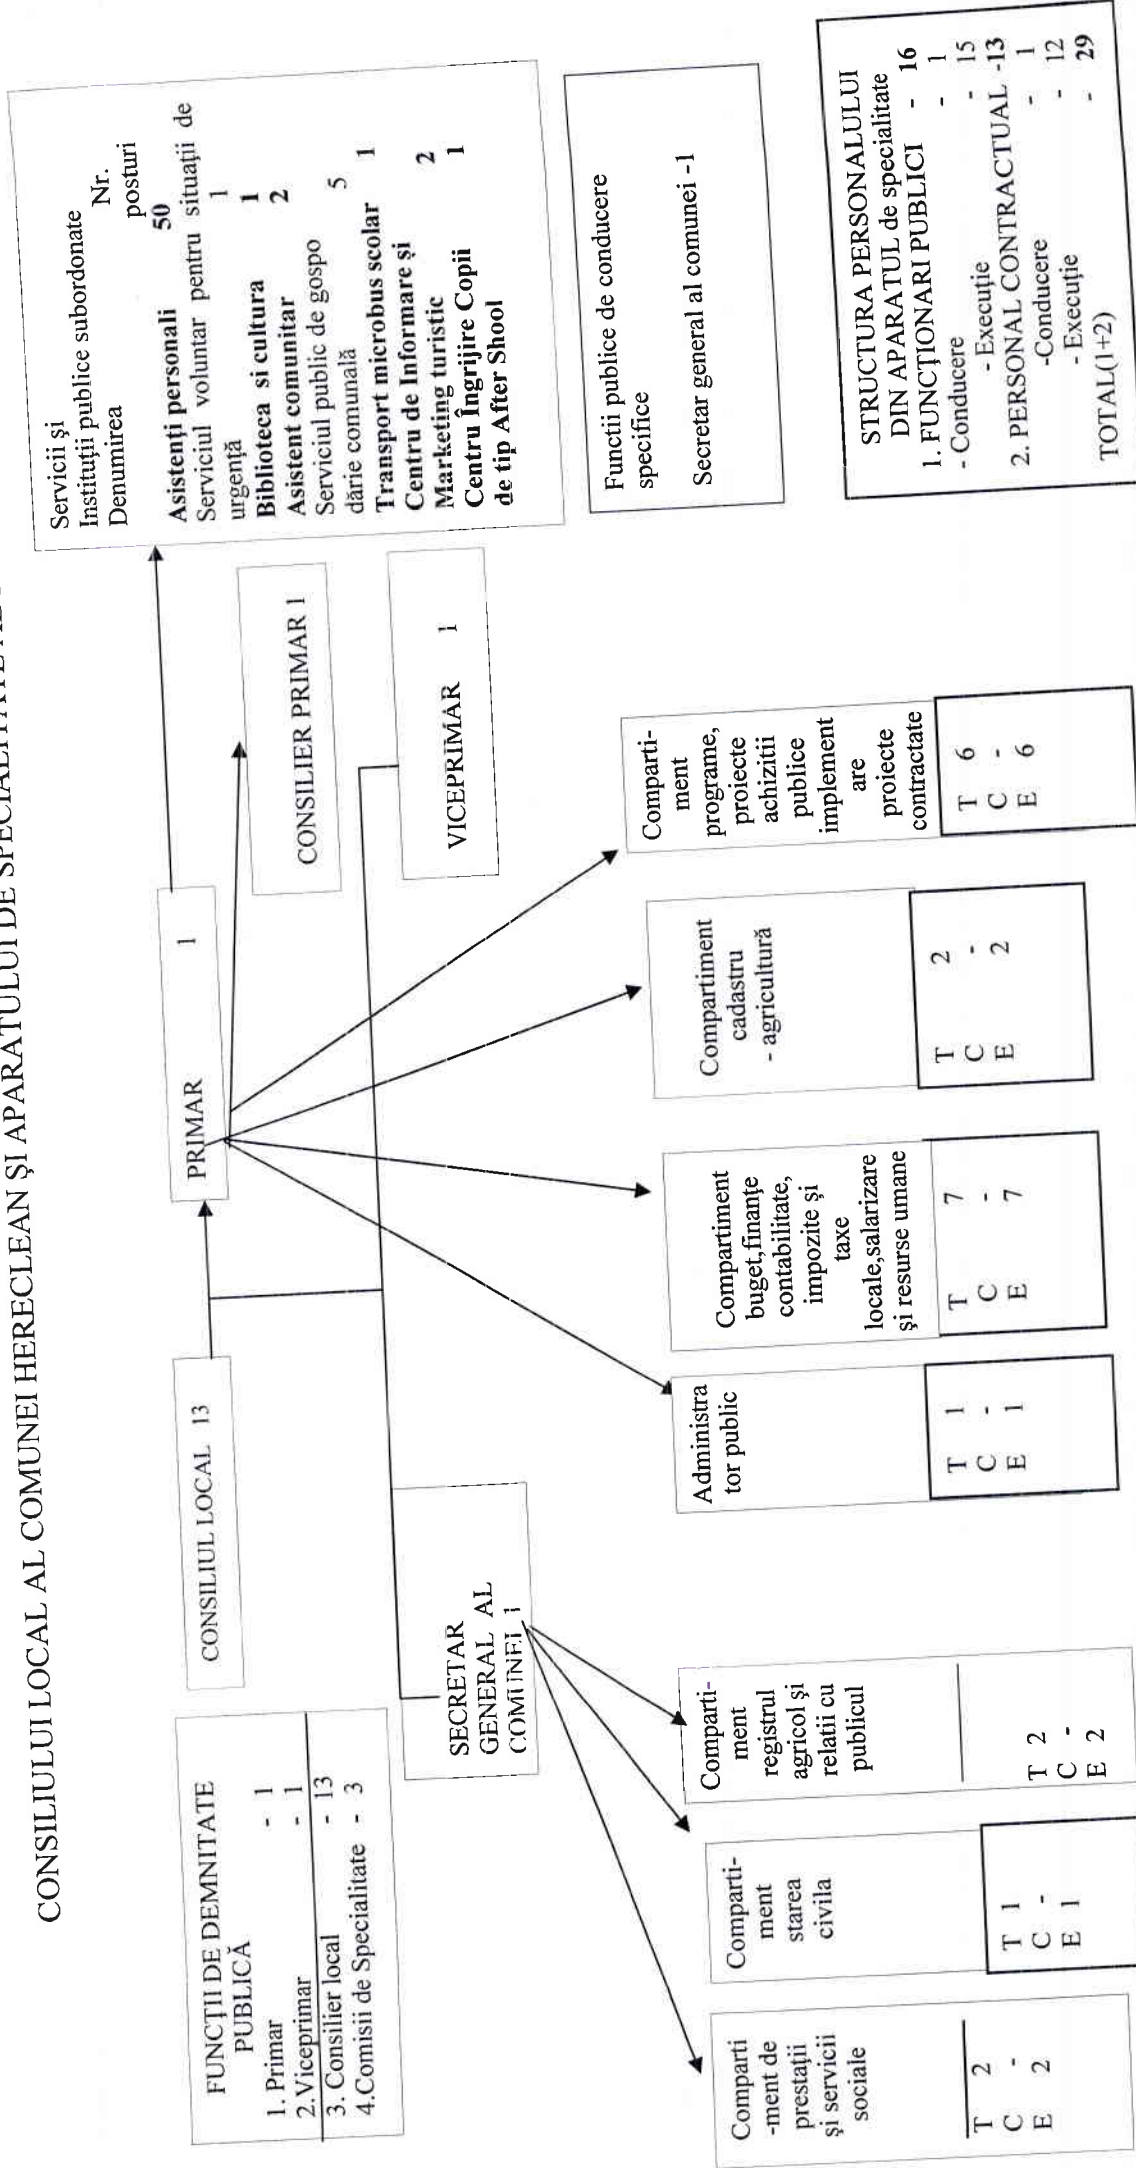 CONSILIULUI LOCAL AL COMUNEI HERECLEAN ŞI APARATULUI DE
FUNCŢII DE DEMNITATE
PUBLICĂ
1. Primar - 1
2. Viceprimar - 1
3. Consilier local - 13
4.Comisii de Specialitate - 3
CONSILIUL LOCAL 13
PRIMAR 1
Servicii şi
Instituţii publice subordonate
Denumirea Nr.
posturi
Asistenţi personali 50
Serviciul voluntar pentru situaţii de
urgenţă 1
Biblioteca si cultura 1
Asistent comunitar 2
Serviciul public de gospo
dărie comunală 5
Transport microbus scolar 1
Centru de Informare şi
Marketing turistic 2
Centru Îngrijire Copii 1
de tip After Shool
CONSILIER PRIMAR 1
VICEPRIMAR 1
SECRETAR
GENERAL AL
COMUNEI 1
Functii publice de conducere
specifice
Secretar general al comunei -1
Comparti
-ment de
prestaţii
şi servicii
sociale
T 2
C -
E 2
Comparti-
ment
starea
civila
T 1
C -
E 1
Comparti-
ment
registrul
agricol şi
relatii cu
publicul
T 2
C -
E 2
Administra
tor public
T 1
C -
E 1
Compartiment
buget,finanţe
contabilitate,
impozite şi
taxe
locale,salarizare
şi resurse umane
T 7
C -
E 7
Compartiment
cadastru
- agricultură
T 2
C -
E 2
Comparti-
ment
programe,
proiecte
achizitii
publice
implement
are
proiecte
contractate
T 6
C -
E 6
STRUCTURA PERSONALULUI
DIN APARATUL de specialitate
1. FUNCŢIONARI PUBLICI - 16
- Conducere - 1
- Execuţie - 15
2. PERSONAL CONTRACTUAL -13
-Conducere - 1
- Execuţie - 12
TOTAL(1+2) - 29